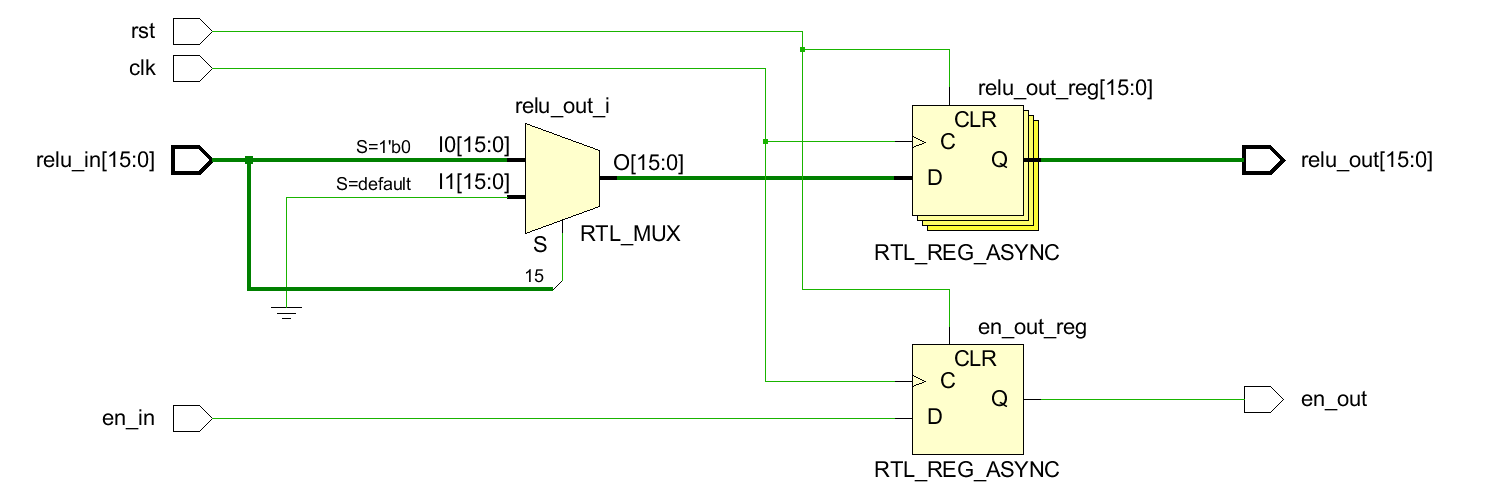 rst
clk
relu_out_i
relu_out_reg[15:0]
relu_in[15:0]
S=1'b0
I0[15:0]
S=default
I1[15:0]
O[15:0]
S
RTL_MUX
15
CLR
C
D
Q
RTL_REG_ASYNC
relu_out[15:0]
en_out_reg
CLR
C
D
Q
RTL_REG_ASYNC
en_in
en_out